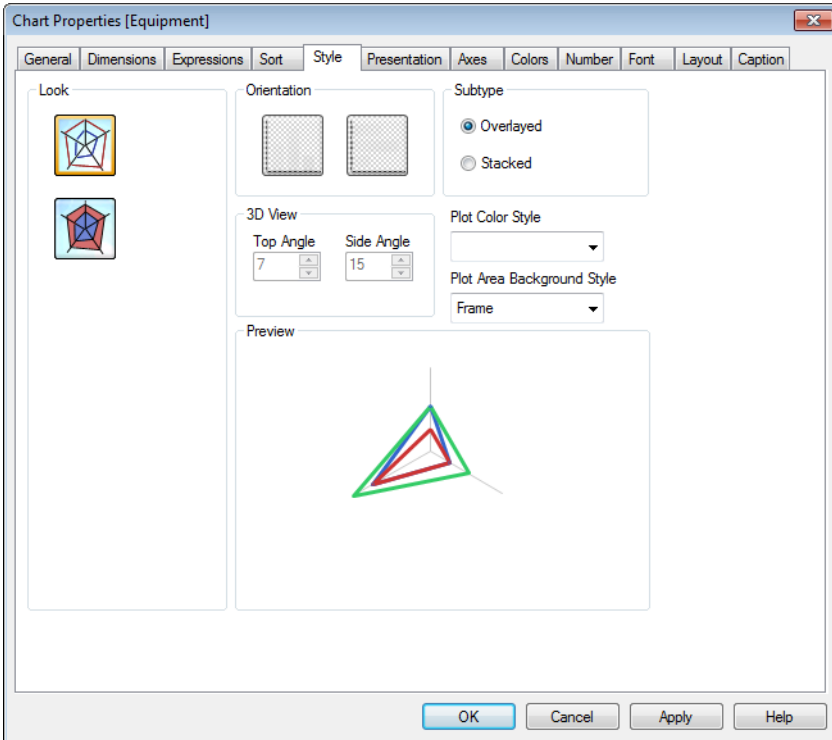 Chart Properties [Equipment]
General Dimensions Expressions Sort Style Presentation Axes Colors Number Font Layout Caption
Look
Orientation
Subtype
Overlayed
Stacked
3D View
Top Angle Side Angle
7 15
Plot Color Style
Plot Area Background Style
Frame
Preview
OK Cancel Apply Help